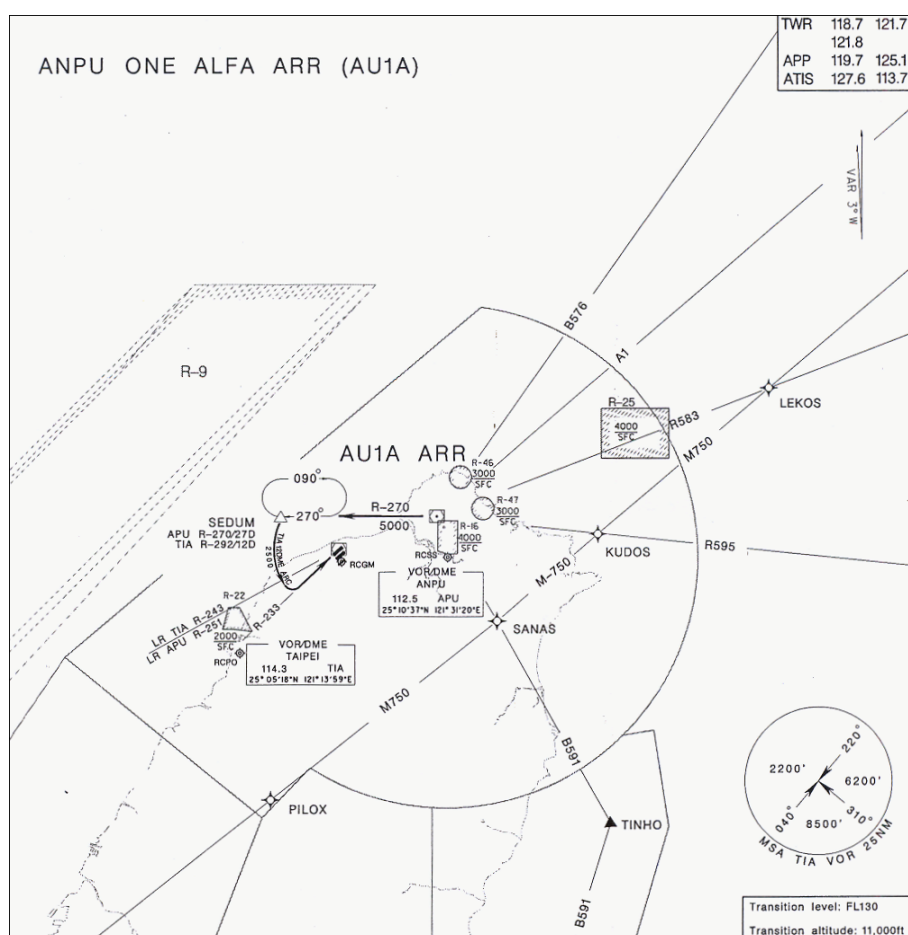 TWR 118.7 121.7
121.8
APP 119.7 125.1
ATIS 127.6 113.7
ANPU ONE ALFA ARR (AU1A)
VAR 3°W
B576
A1
R-9
LEKOS
R-25
4000
SFC
R583
M750
AU1A ARR
R-46
3000
SFC
090°
R-47
3000
SFC
R-270
5000
270°
SEDUM
APU R-270/27D
TIA R-292/12D
R-16
4000
SFC
KUDOS
R595
TIA 12DME ARC
2500
RCGM
RCSS
VOR/DME
ANPU
112.5 APU
25°10'37"N 121°31'20"E
M-750
SANAS
R-22
LR TIA R-243
LR APU R-251
R-233
2000
SFC
RCPO
VOR/DME
TAIPEI
114.3 TIA
25°05'18"N 121°13'59"E
M750
B591
PILOX
TINHO
B591
220°
2200'
6200'
040°
310°
8500'
MSA TIA VOR 25NM
Transition level: FL130
Transition altitude: 11,000ft